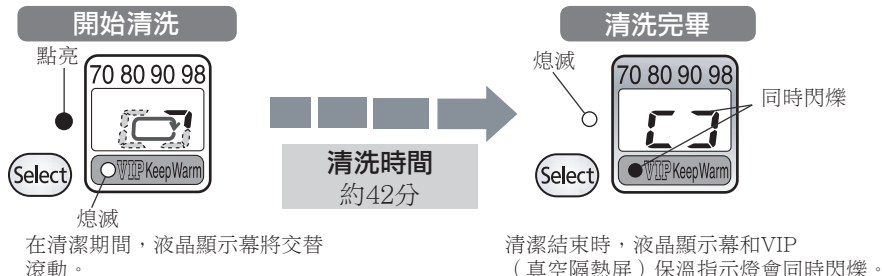 開始清洗
點亮
70 80 90 98
Select
VIP KeepWarm
熄滅
在清潔期間，液晶顯示幕將交替
滾動。
清洗時間
約42分
清洗完畢
熄滅
70 80 90 98
同時閃爍
Select
VIP KeepWarm
清潔結束時，液晶顯示幕和VIP
（真空隔熱屏）保溫指示燈會同時閃爍。